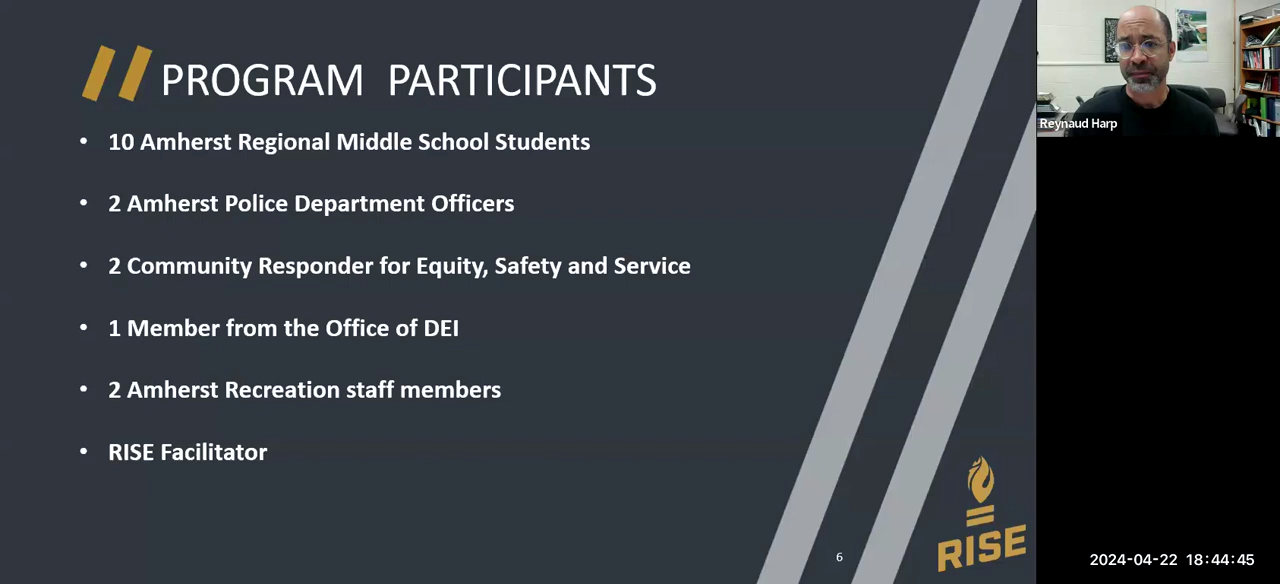 PROGRAM PARTICIPANTS
• 10 Amherst Regional Middle School Students
• 2 Amherst Police Department Officers
• 2 Community Responder for Equity, Safety and Service
• 1 Member from the Office of DEI
• 2 Amherst Recreation staff members
• RISE Facilitator
6
RISE
Reynaud Harp
2024-04-22 18:44:45